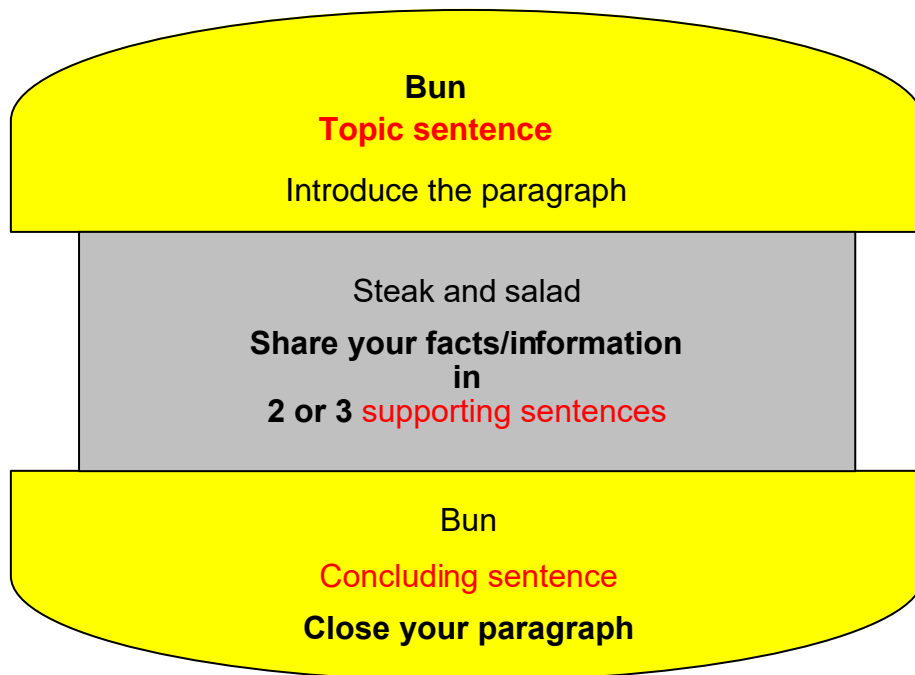 Bun
Topic sentence
Introduce the paragraph
Steak and salad
Share your facts/information
in
2 or 3 supporting sentences
Bun
Concluding sentence
Close your paragraph